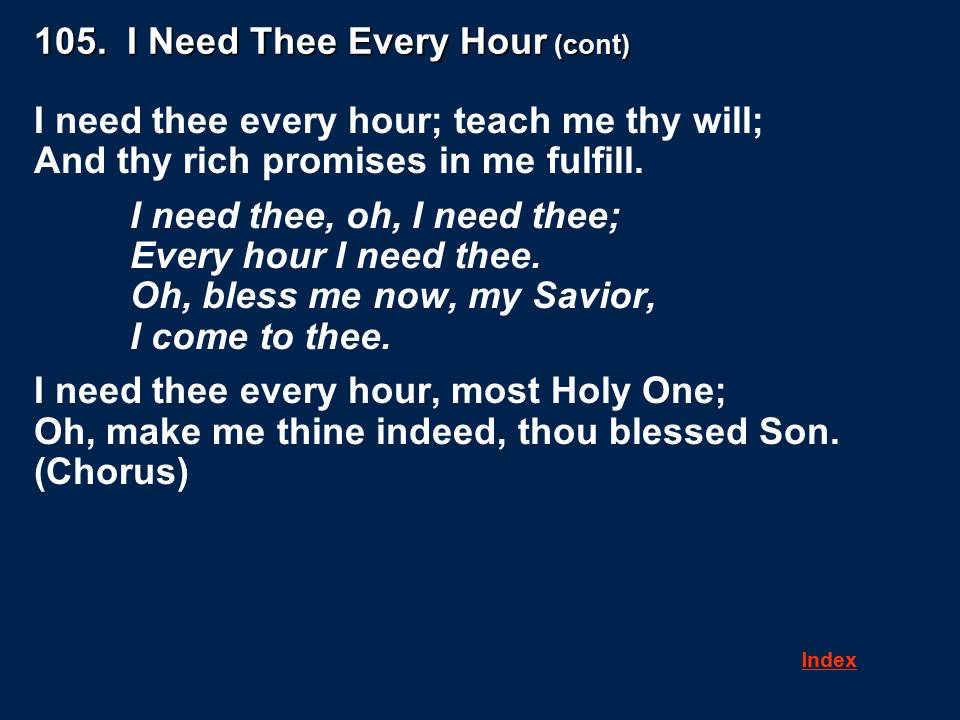 105. I Need Thee Every Hour (cont)
I need thee every hour; teach me thy will;
And thy rich promises in me fulfill.
I need thee, oh, I need thee;
Every hour I need thee.
Oh, bless me now, my Savior,
I come to thee.
I need thee every hour, most Holy One;
Oh, make me thine indeed, thou blessed Son.
(Chorus)
Index